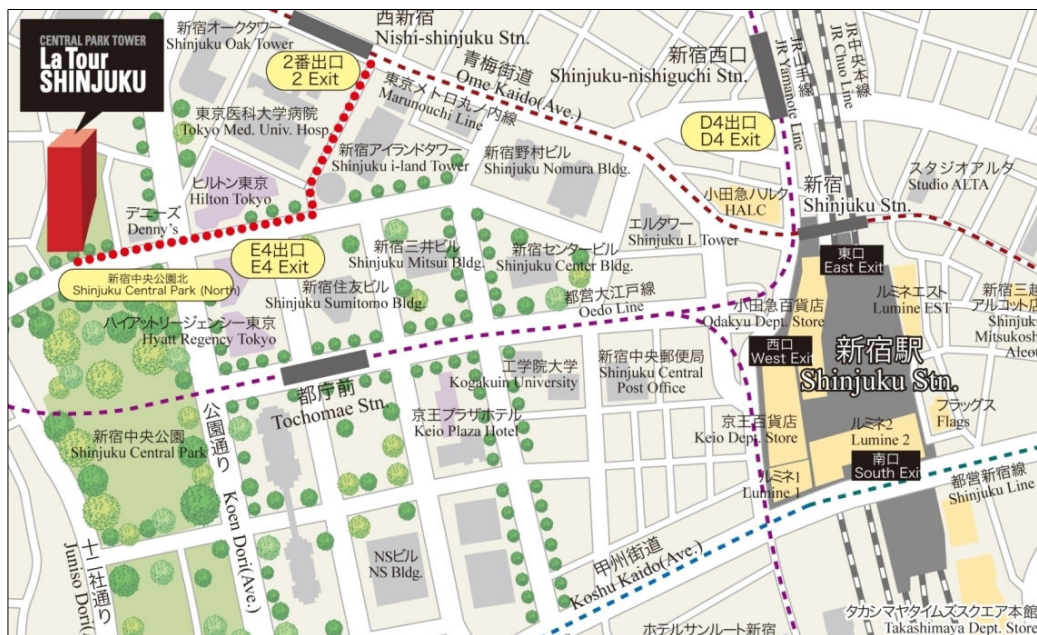 CENTRAL PARK TOWER
La Tour
SHINJUKU
新宿オークタワー
Shinjuku Oak Tower
西新宿
Nishi-shinjuku Stn.
2番出口
2 Exit
青梅街道
Ome Kaido(Ave.)
東京メトロ丸ノ内線
Marunouchi Line
新宿西口
Shinjuku-nishiguchi Stn.
JR山手線
JR Yamanote Line
JR中央本線
JR Chuo Line
D4出口
D4 Exit
東京医科大学病院
Tokyo Med. Univ. Hosp.
新宿アイランドタワー
Shinjuku i-land Tower
新宿野村ビル
Shinjuku Nomura Bldg.
ヒルトン東京
Hilton Tokyo
デニーズ
Denny's
小田急ハルク
HALC
新宿
Shinjuku Stn.
スタジオアルタ
Studio ALTA
エルタワー
Shinjuku L Tower
E4出口
E4 Exit
新宿三井ビル
Shinjuku Mitsui Bldg.
新宿センタービル
Shinjuku Center Bldg.
東口
East Exit
新宿中央公園北
Shinjuku Central Park (North)
新宿住友ビル
Shinjuku Sumitomo Bldg.
都営大江戸線
Oedo Line
小田急百貨店
Odakyu Dept. Store
ルミネエスト
Lumine EST
新宿三越
アルコット店
Shinjuku
Mitsukoshi
Alcot
ハイアットリージェンシー東京
Hyatt Regency Tokyo
西口
West Exit
新宿駅
Shinjuku Stn.
工学院大学
Kogakuin University
新宿中央郵便局
Shinjuku Central
Post Office
都庁前
Tochomae Stn.
京王プラザホテル
Keio Plaza Hotel
京王百貨店
Keio Dept. Store
ルミネ2
Lumine 2
フラッグス
Flags
新宿中央公園
Shinjuku Central Park
公園通り
Koen Dori(Ave.)
南口
South Exit
ルミネ1
Lumine 1
都営新宿線
Shinjuku Line
十二社通り
Juniso Dori(
NSビル
NS Bldg.
甲州街道
Koshu Kaido(Ave.)
タカシマヤタイムズスクエア本館
Takashimaya Dept. Store
ホテルサンルート新宿